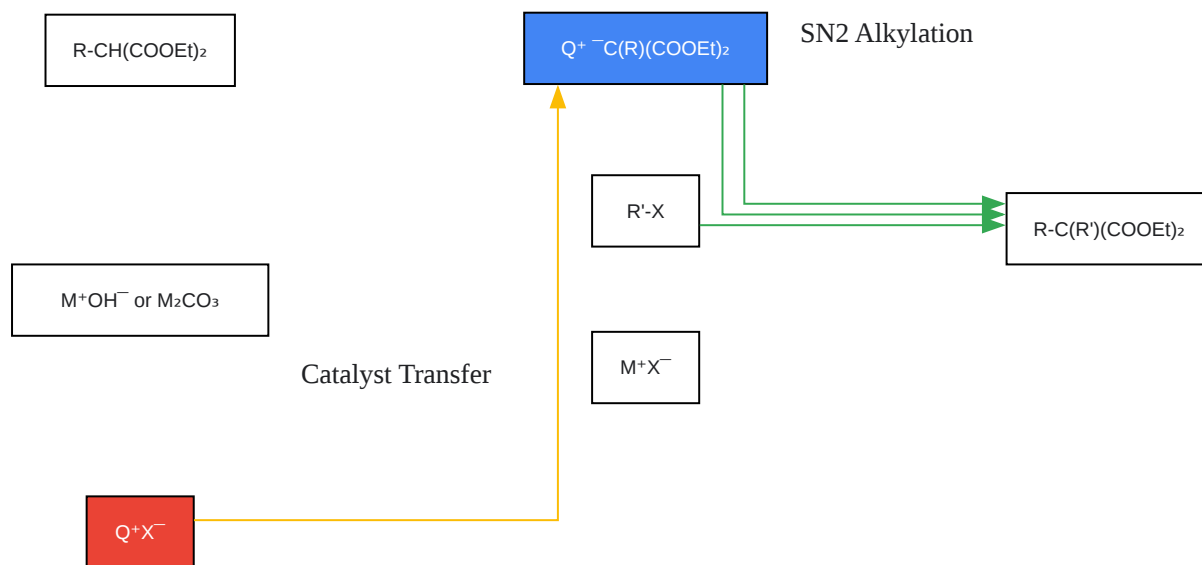 R-CH(COOEt)₂
Q⁺ ⁻C(R)(COOEt)₂
SN2 Alkylation
R'-X
R-C(R')(COOEt)₂
M⁺OH⁻ or M₂CO₃
M⁺X⁻
Catalyst Transfer
Q⁺X⁻